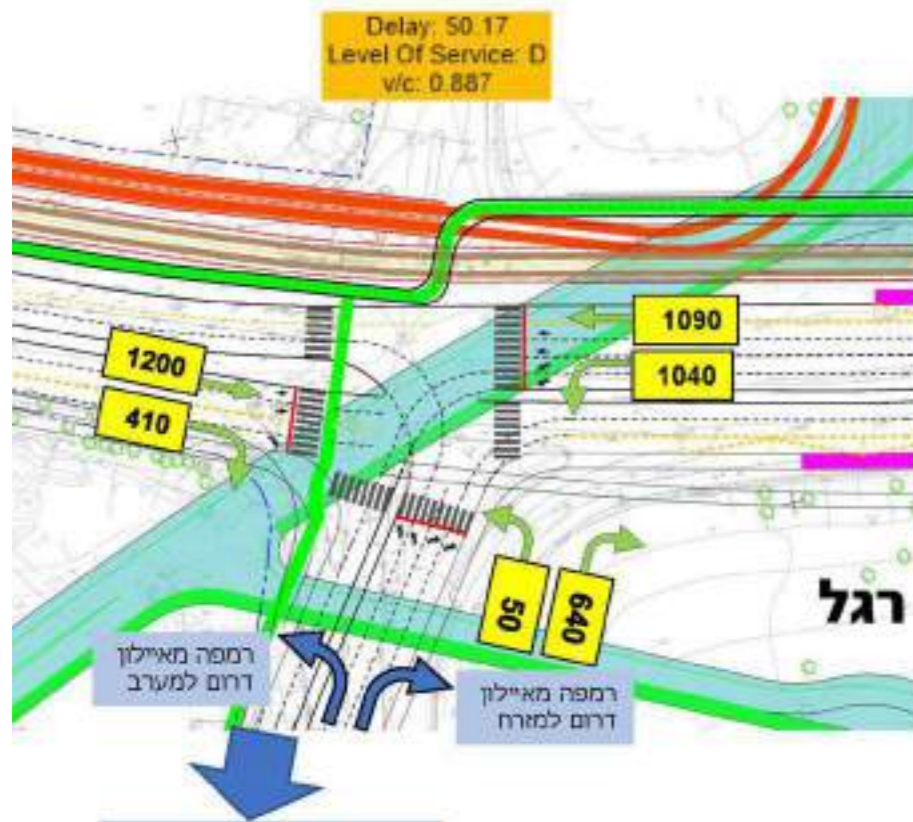 Delay: 50.17
Level Of Service: D
v/c: 0.887
1090
1200
1040
410
50
640
רגל
רמפה מאיילון
דרום למערב
רמפה מאיילון
דרום למזרח